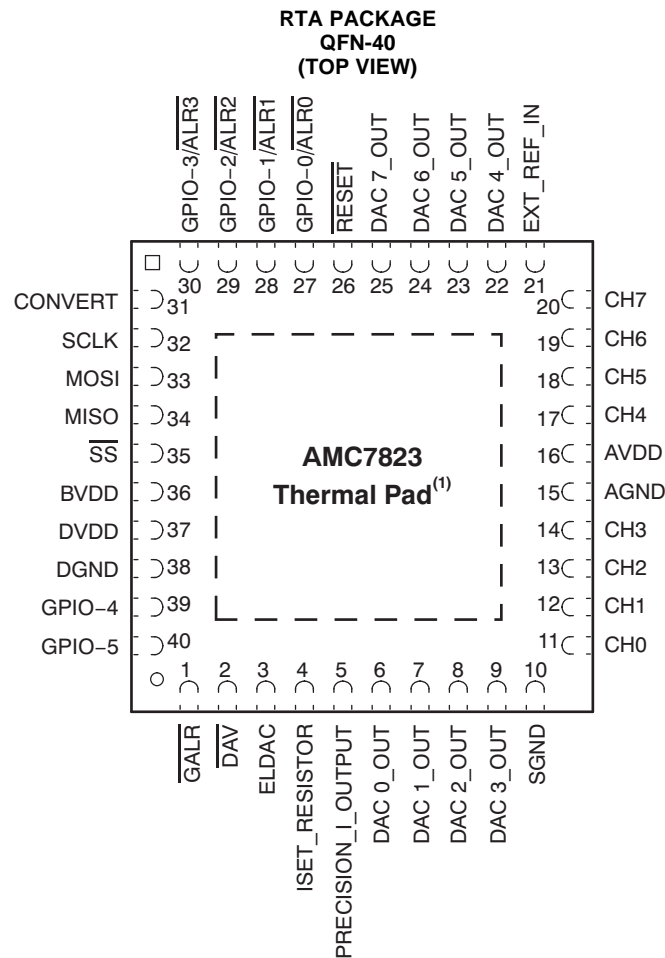 RTA PACKAGE
QFN-40
(TOP VIEW)
GPIO−3/ALR3
GPIO−2/ALR2
GPIO−1/ALR1
GPIO−0/ALR0
RESET
DAC 7_OUT
DAC 6_OUT
DAC 5_OUT
DAC 4_OUT
EXT_REF_IN
30 29 28 27 26 25 24 23 22 21
CONVERT 31
SCLK 32
MOSI 33
MISO 34
SS 35
BVDD 36
DVDD 37
DGND 38
GPIO−4 39
GPIO−5 40
AMC7823
Thermal Pad(1)
20 CH7
19 CH6
18 CH5
17 CH4
16 AVDD
15 AGND
14 CH3
13 CH2
12 CH1
11 CH0
1 2 3 4 5 6 7 8 9 10
GALR
DAV
ELDAC
ISET_RESISTOR
PRECISION_I_OUTPUT
DAC 0_OUT
DAC 1_OUT
DAC 2_OUT
DAC 3_OUT
SGND